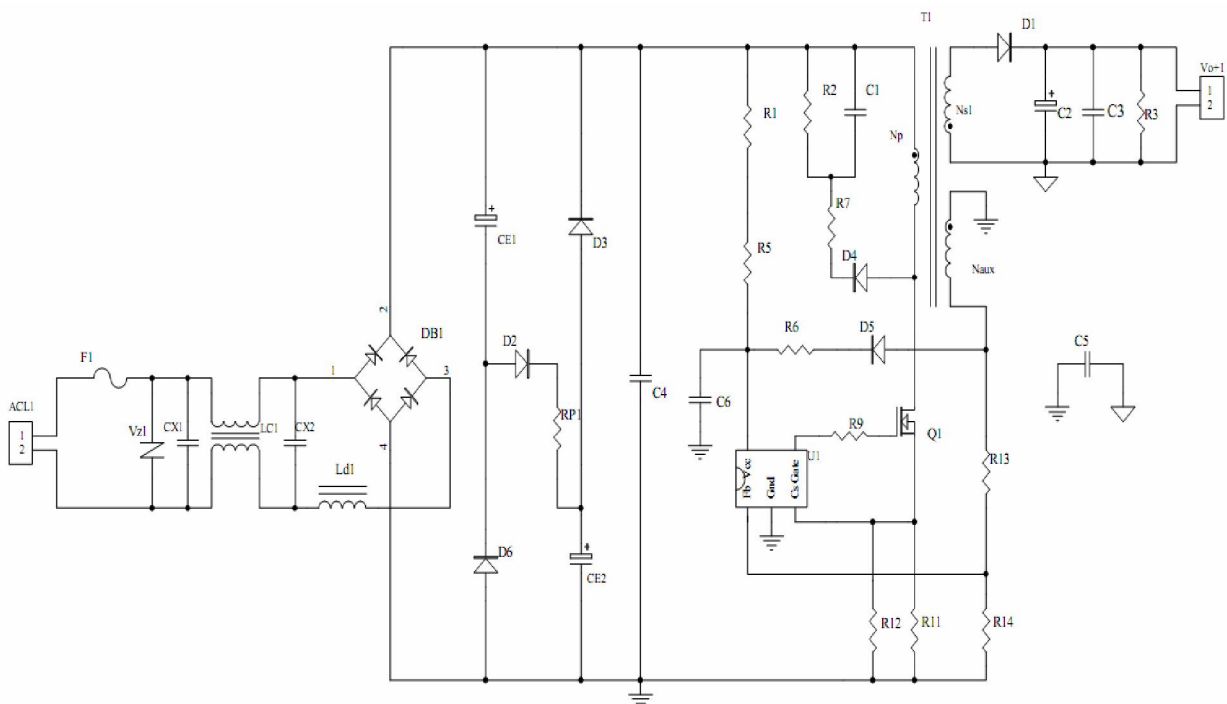 T1
D1
Vo+1
1
2
R2
C1
R1
Ns1
C2
C3
R3
Np
R7
CE1
D3
R5
D4
Naux
2
DB1
D2
R6
D5
C5
F1
1
3
C4
C6
RP1
ACL1
1
2
Vz1
CX1
LC1
CX2
R9
Q1
4
U1
Ld1
Vcc
Gate
R13
Fb
Gnd
Cs
D6
CE2
R12
R11
R14
+
+
+